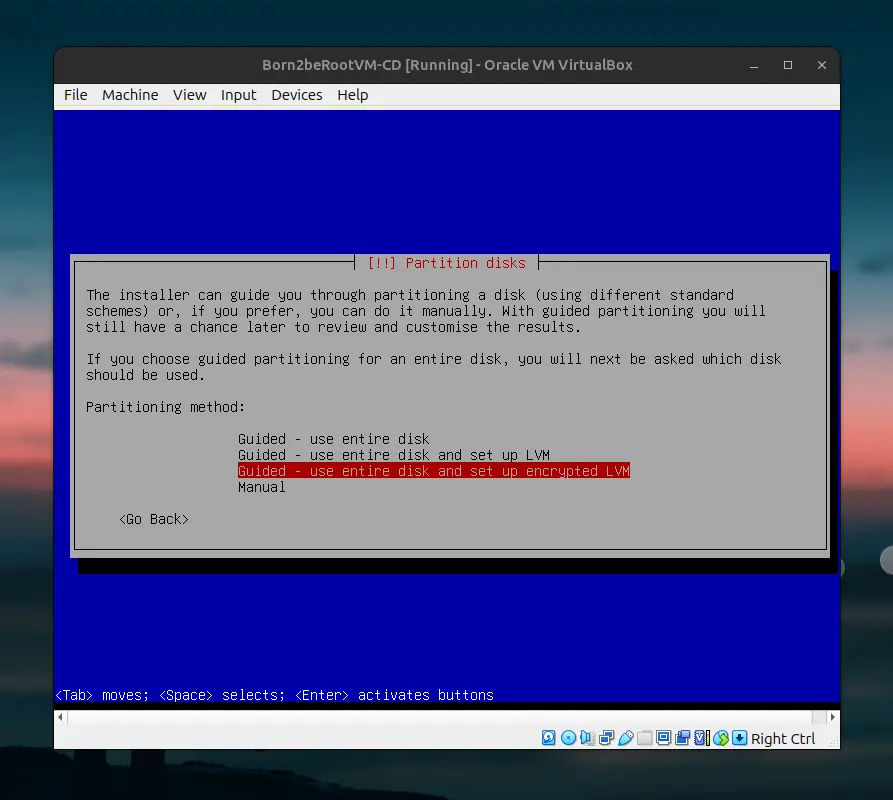 Born2beRootVM-CD [Running] - Oracle VM VirtualBox
File Machine View Input Devices Help
[!!] Partition disks
The installer can guide you through partitioning a disk (using different standard
schemes) or, if you prefer, you can do it manually. With guided partitioning you will
still have a chance later to review and customise the results.
If you choose guided partitioning for an entire disk, you will next be asked which disk
should be used.
Partitioning method:
Guided - use entire disk
Guided - use entire disk and set up LVM
Guided - use entire disk and set up encrypted LVM
Manual
<Go Back>
<Tab> moves; <Space> selects; <Enter> activates buttons
Right Ctrl